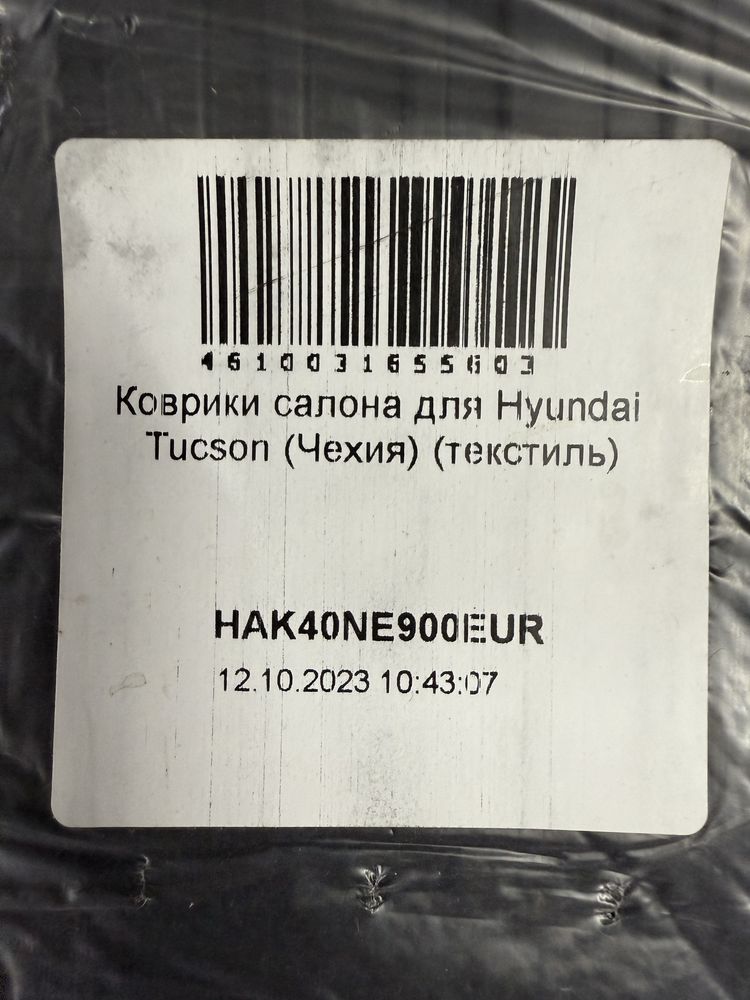 4610031655603
Коврики салона для Hyundai
Tucson (Чехия) (текстиль)
HAK40NE900EUR
12.10.2023 10:43:07